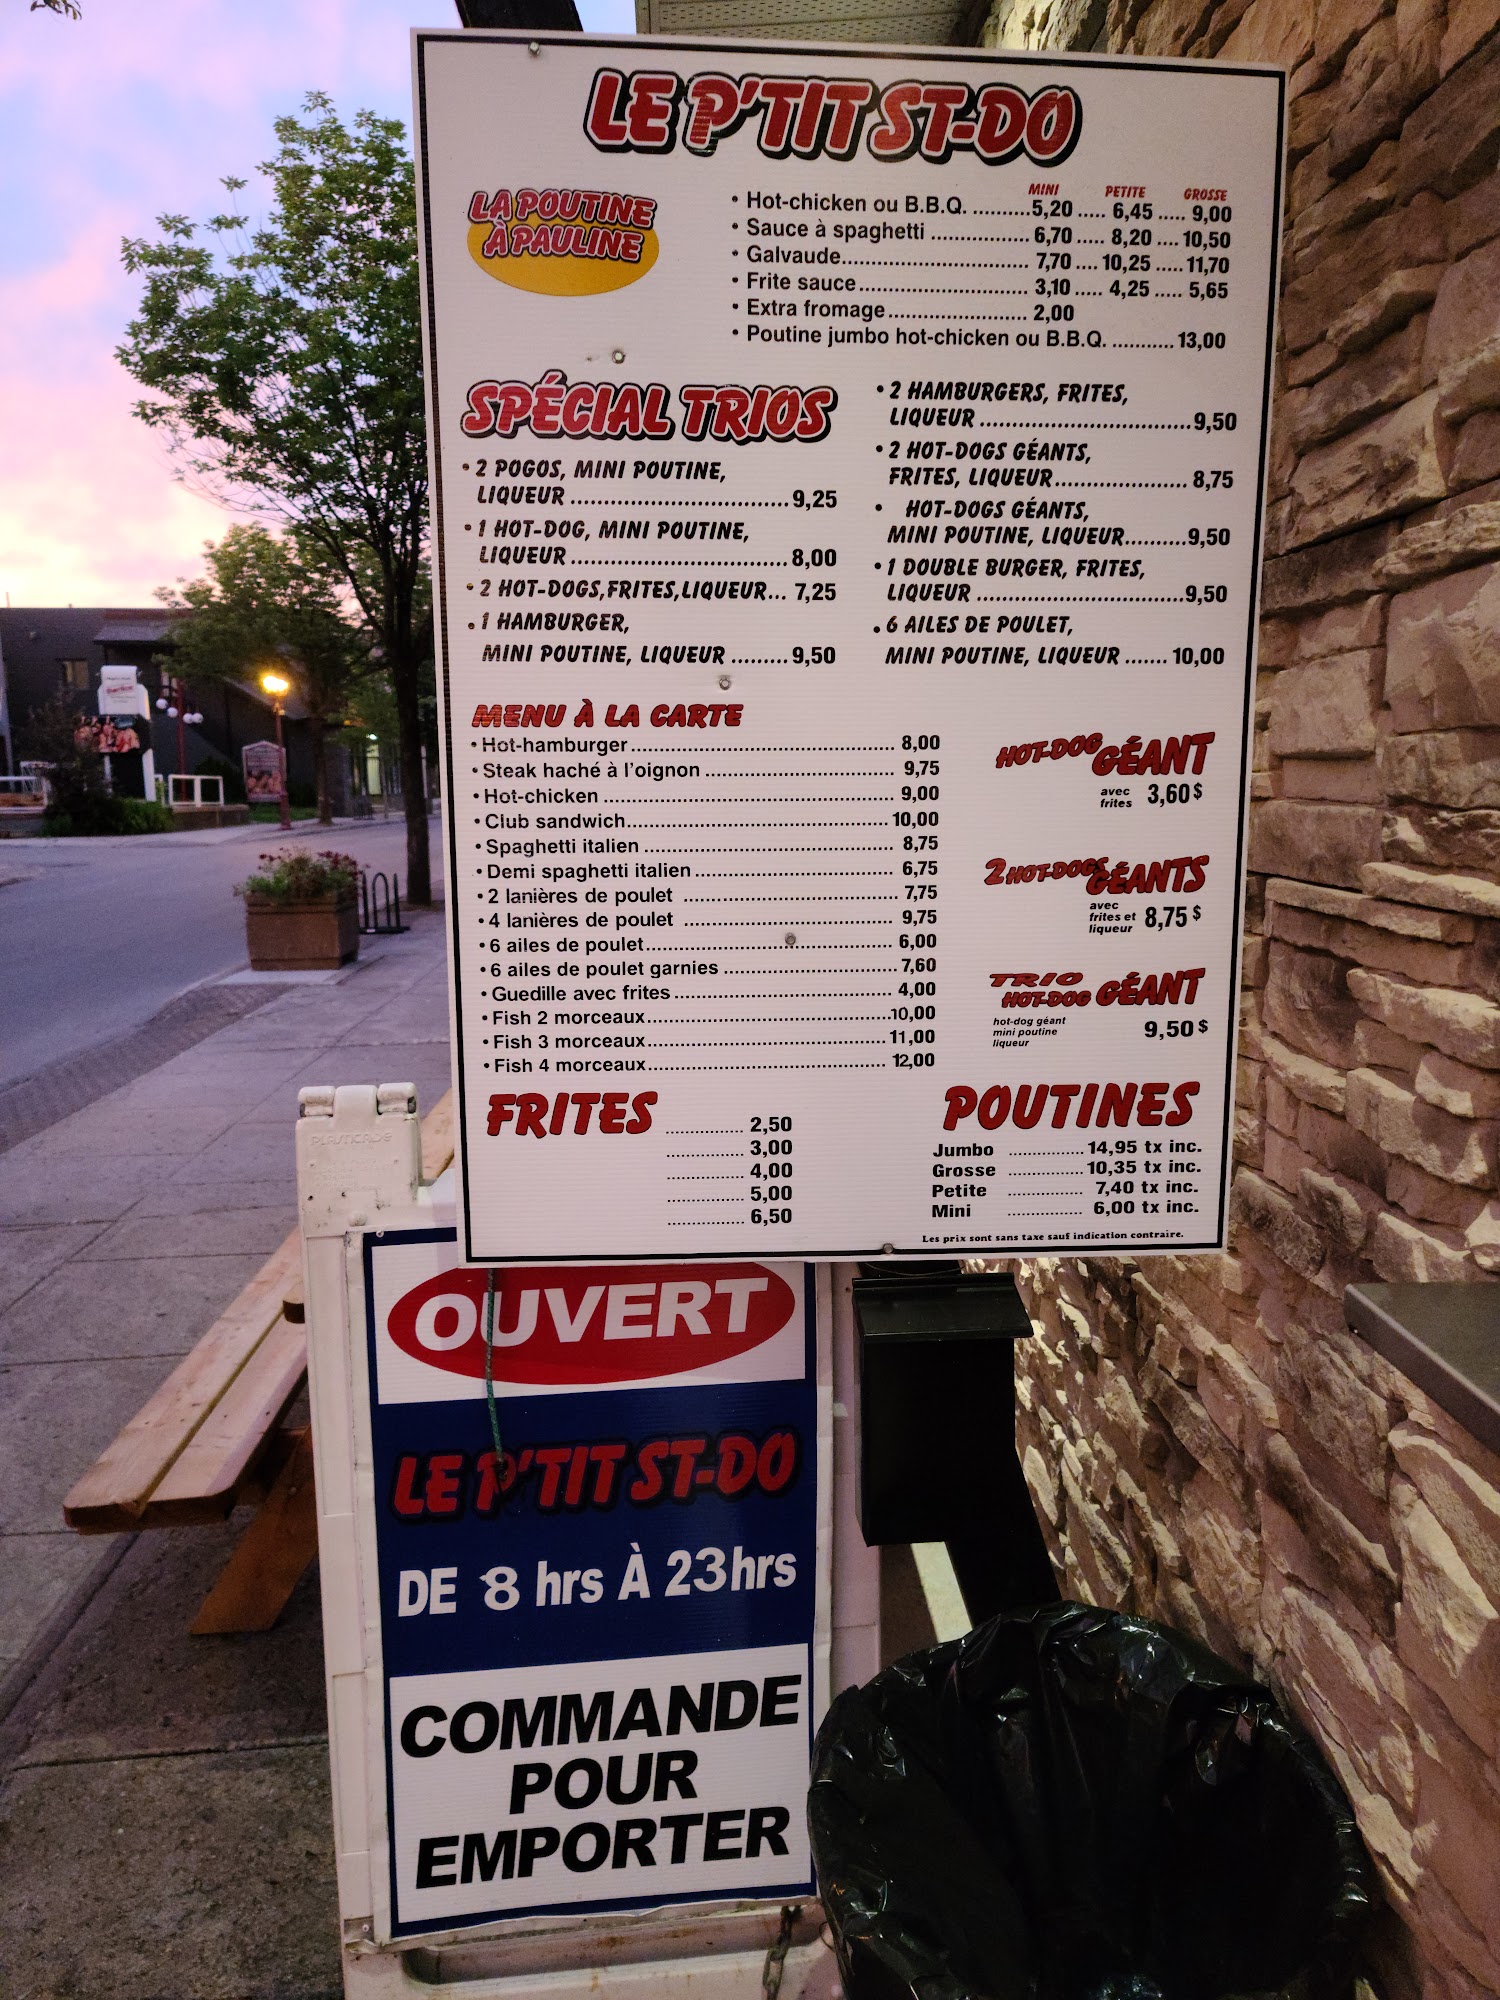 LE P'TIT ST-DO
LA POUTINE
À PAULINE
MINI PETITE GROSSE
• Hot-chicken ou B.B.Q. ..........5,20 ..... 6,45 ..... 9,00
• Sauce à spaghetti ................. 6,70 ..... 8,20 .... 10,50
• Galvaude................................ 7,70 .... 10,25 ..... 11,70
• Frite sauce............................. 3,10 ..... 4,25 ..... 5,65
• Extra fromage........................ 2,00
• Poutine jumbo hot-chicken ou B.B.Q. ........... 13,00
SPÉCIAL TRIOS
• 2 POGOS, MINI POUTINE,
LIQUEUR ................................. 9,25
• 1 HOT-DOG, MINI POUTINE,
LIQUEUR ................................. 8,00
• 2 HOT-DOGS,FRITES,LIQUEUR... 7,25
. 1 HAMBURGER,
MINI POUTINE, LIQUEUR ......... 9,50
• 2 HAMBURGERS, FRITES,
LIQUEUR ................................. 9,50
• 2 HOT-DOGS GÉANTS,
FRITES, LIQUEUR.................... 8,75
• HOT-DOGS GÉANTS,
MINI POUTINE, LIQUEUR..........9,50
• 1 DOUBLE BURGER, FRITES,
LIQUEUR ................................9,50
. 6 AILES DE POULET,
MINI POUTINE, LIQUEUR ....... 10,00
MENU À LA CARTE
• Hot-hamburger........................................ 8,00
• Steak haché à l'oignon ............................. 9,75
• Hot-chicken ............................................ 9,00
• Club sandwich........................................ 10,00
• Spaghetti italien ...................................... 8,75
• Demi spaghetti italien.............................. 6,75
• 2 lanières de poulet ................................ 7,75
• 4 lanières de poulet ................................ 9,75
• 6 ailes de poulet...................................... 6,00
• 6 ailes de poulet garnies ......................... 7,60
• Guedille avec frites................................. 4,00
• Fish 2 morceaux.....................................10,00
• Fish 3 morceaux..................................... 11,00
• Fish 4 morceaux..................................... 12,00
HOT-DOG GÉANT
avec
frites 3,60 $
2 HOT-DOGS GÉANTS
avec
frites et
liqueur 8,75 $
TRIO
HOT-DOG GÉANT
hot-dog géant
mini poutine
liqueur
9,50 $
FRITES
................ 2,50
................ 3,00
................ 4,00
................ 5,00
................ 6,50
POUTINES
Jumbo ............... 14,95 tx inc.
Grosse ............... 10,35 tx inc.
Petite ............... 7,40 tx inc.
Mini ............... 6,00 tx inc.
Les prix sont sans taxe sauf indication contraire.
PLASTICADE
OUVERT
LE P'TIT ST-DO
DE 8 hrs À 23hrs
COMMANDE
POUR
EMPORTER